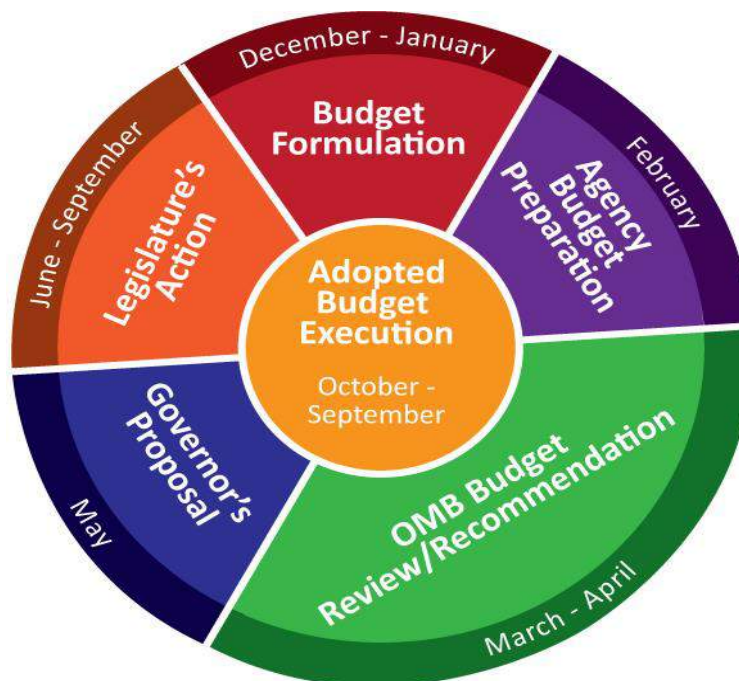 December - January
Budget
Formulation
February
Agency
Budget
Preparation
March - April
OMB Budget
Review/Recommendation
May
Governor's
Proposal
June - September
Legislature's
Action
Adopted
Budget
Execution
October -
September